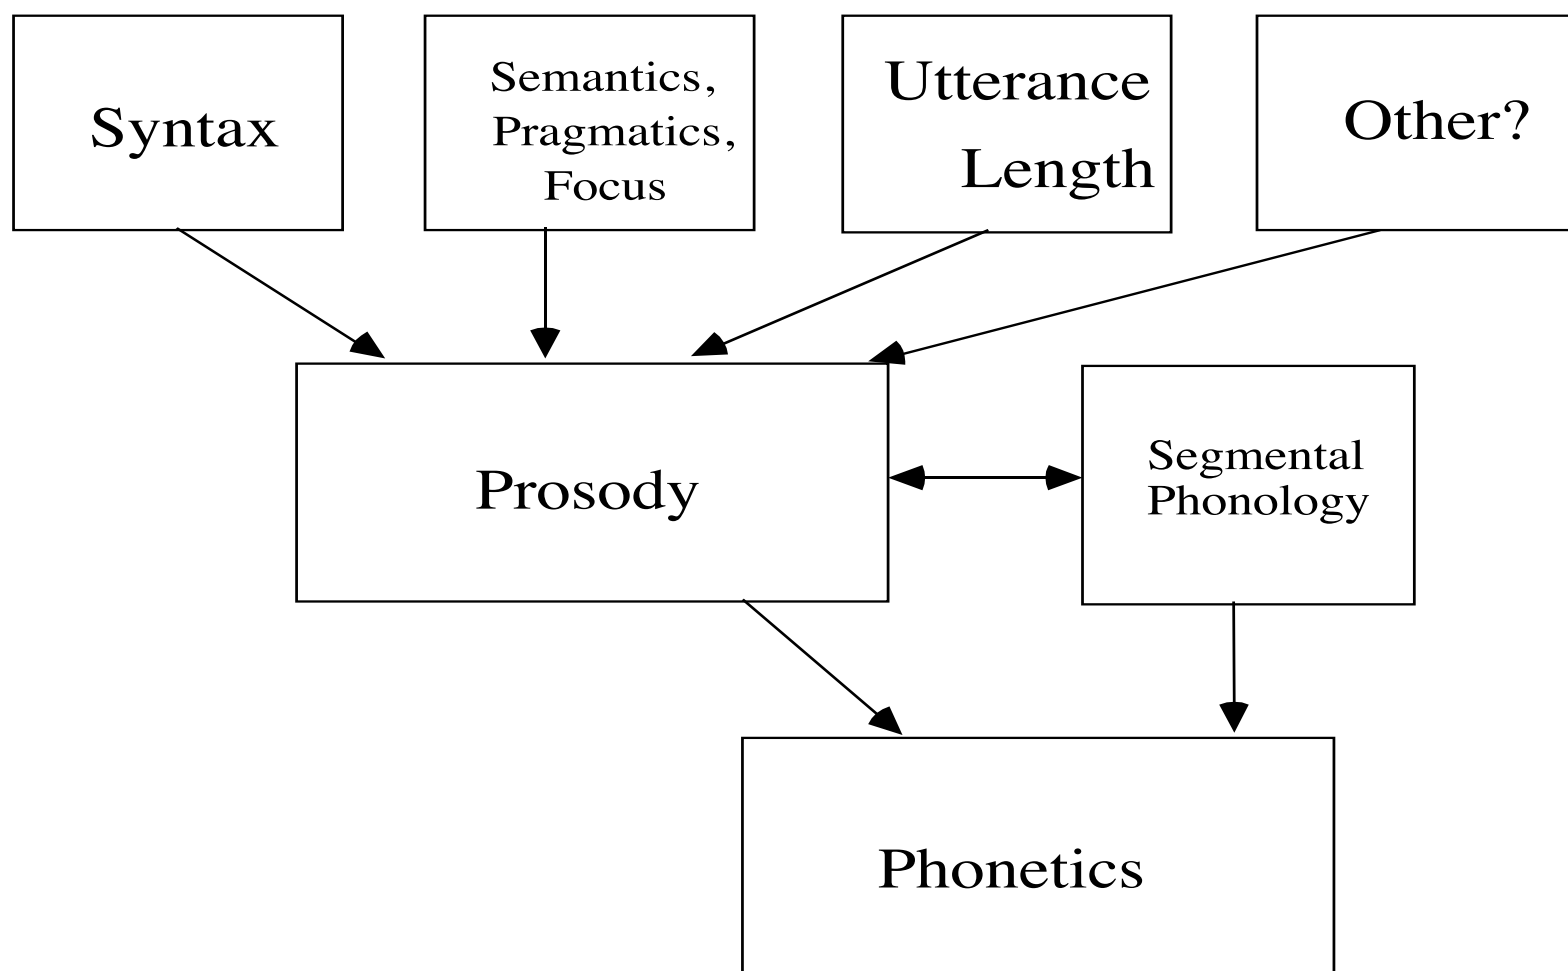 Syntax
Semantics,
Pragmatics,
Focus
Utterance
Length
Other?
Prosody
Segmental
Phonology
Phonetics